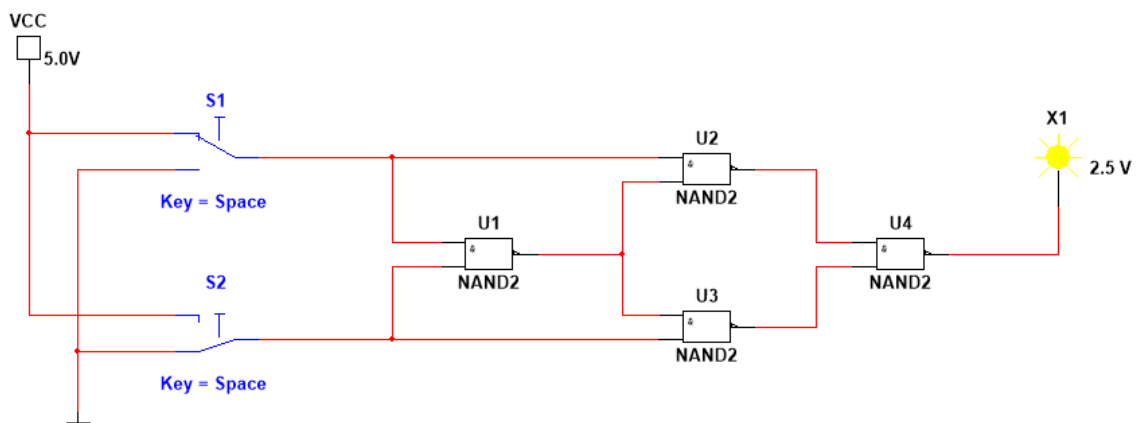 VCC
5.0V
S1
Key = Space
U1
&
NAND2
S2
Key = Space
U2
&
NAND2
U3
&
NAND2
U4
&
NAND2
X1
2.5 V